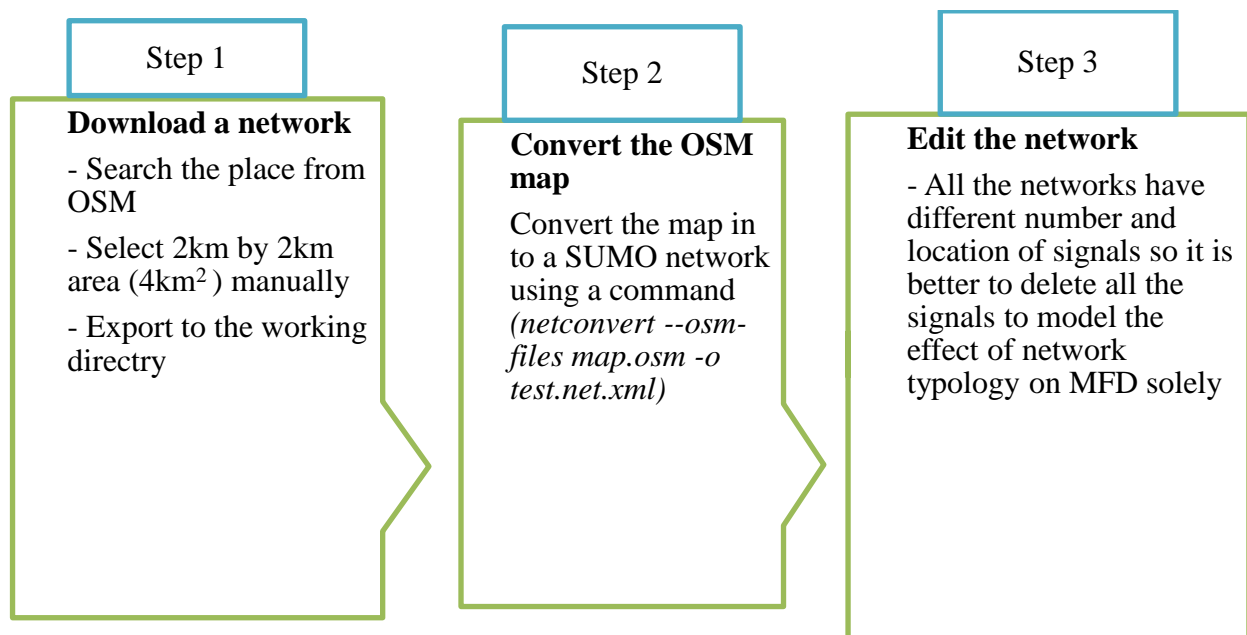 Step 1
Download a network
- Search the place from
OSM
- Select 2km by 2km
area (4km²) manually
- Export to the working
directry
Step 2
Convert the OSM
map
Convert the map in
to a SUMO network
using a command
(netconvert --osm-
files map.osm -o
test.net.xml)
Step 3
Edit the network
- All the networks have
different number and
location of signals so it is
better to delete all the
signals to model the
effect of network
typology on MFD solely